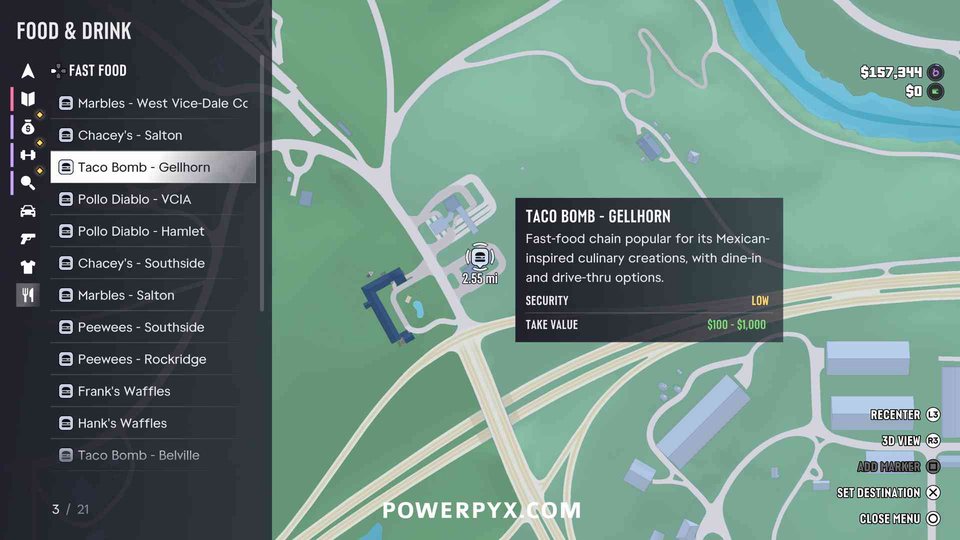 FOOD & DRINK
FAST FOOD
Marbles - West Vice-Dale Co
Chacey's - Salton
Taco Bomb - Gellhorn
Pollo Diablo - VCIA
Pollo Diablo - Hamlet
Chacey's - Southside
Marbles - Salton
Peewees - Southside
Peewees - Rockridge
Frank's Waffles
Hank's Waffles
Taco Bomb - Belville
3 / 21
$157,344
$0
2.55 mi
TACO BOMB - GELLHORN
Fast-food chain popular for its Mexican-
inspired culinary creations, with dine-in
and drive-thru options.
SECURITY LOW
TAKE VALUE $100 - $1,000
RECENTER L3
3D VIEW R3
ADD MARKER
SET DESTINATION
CLOSE MENU
POWERPYX.COM